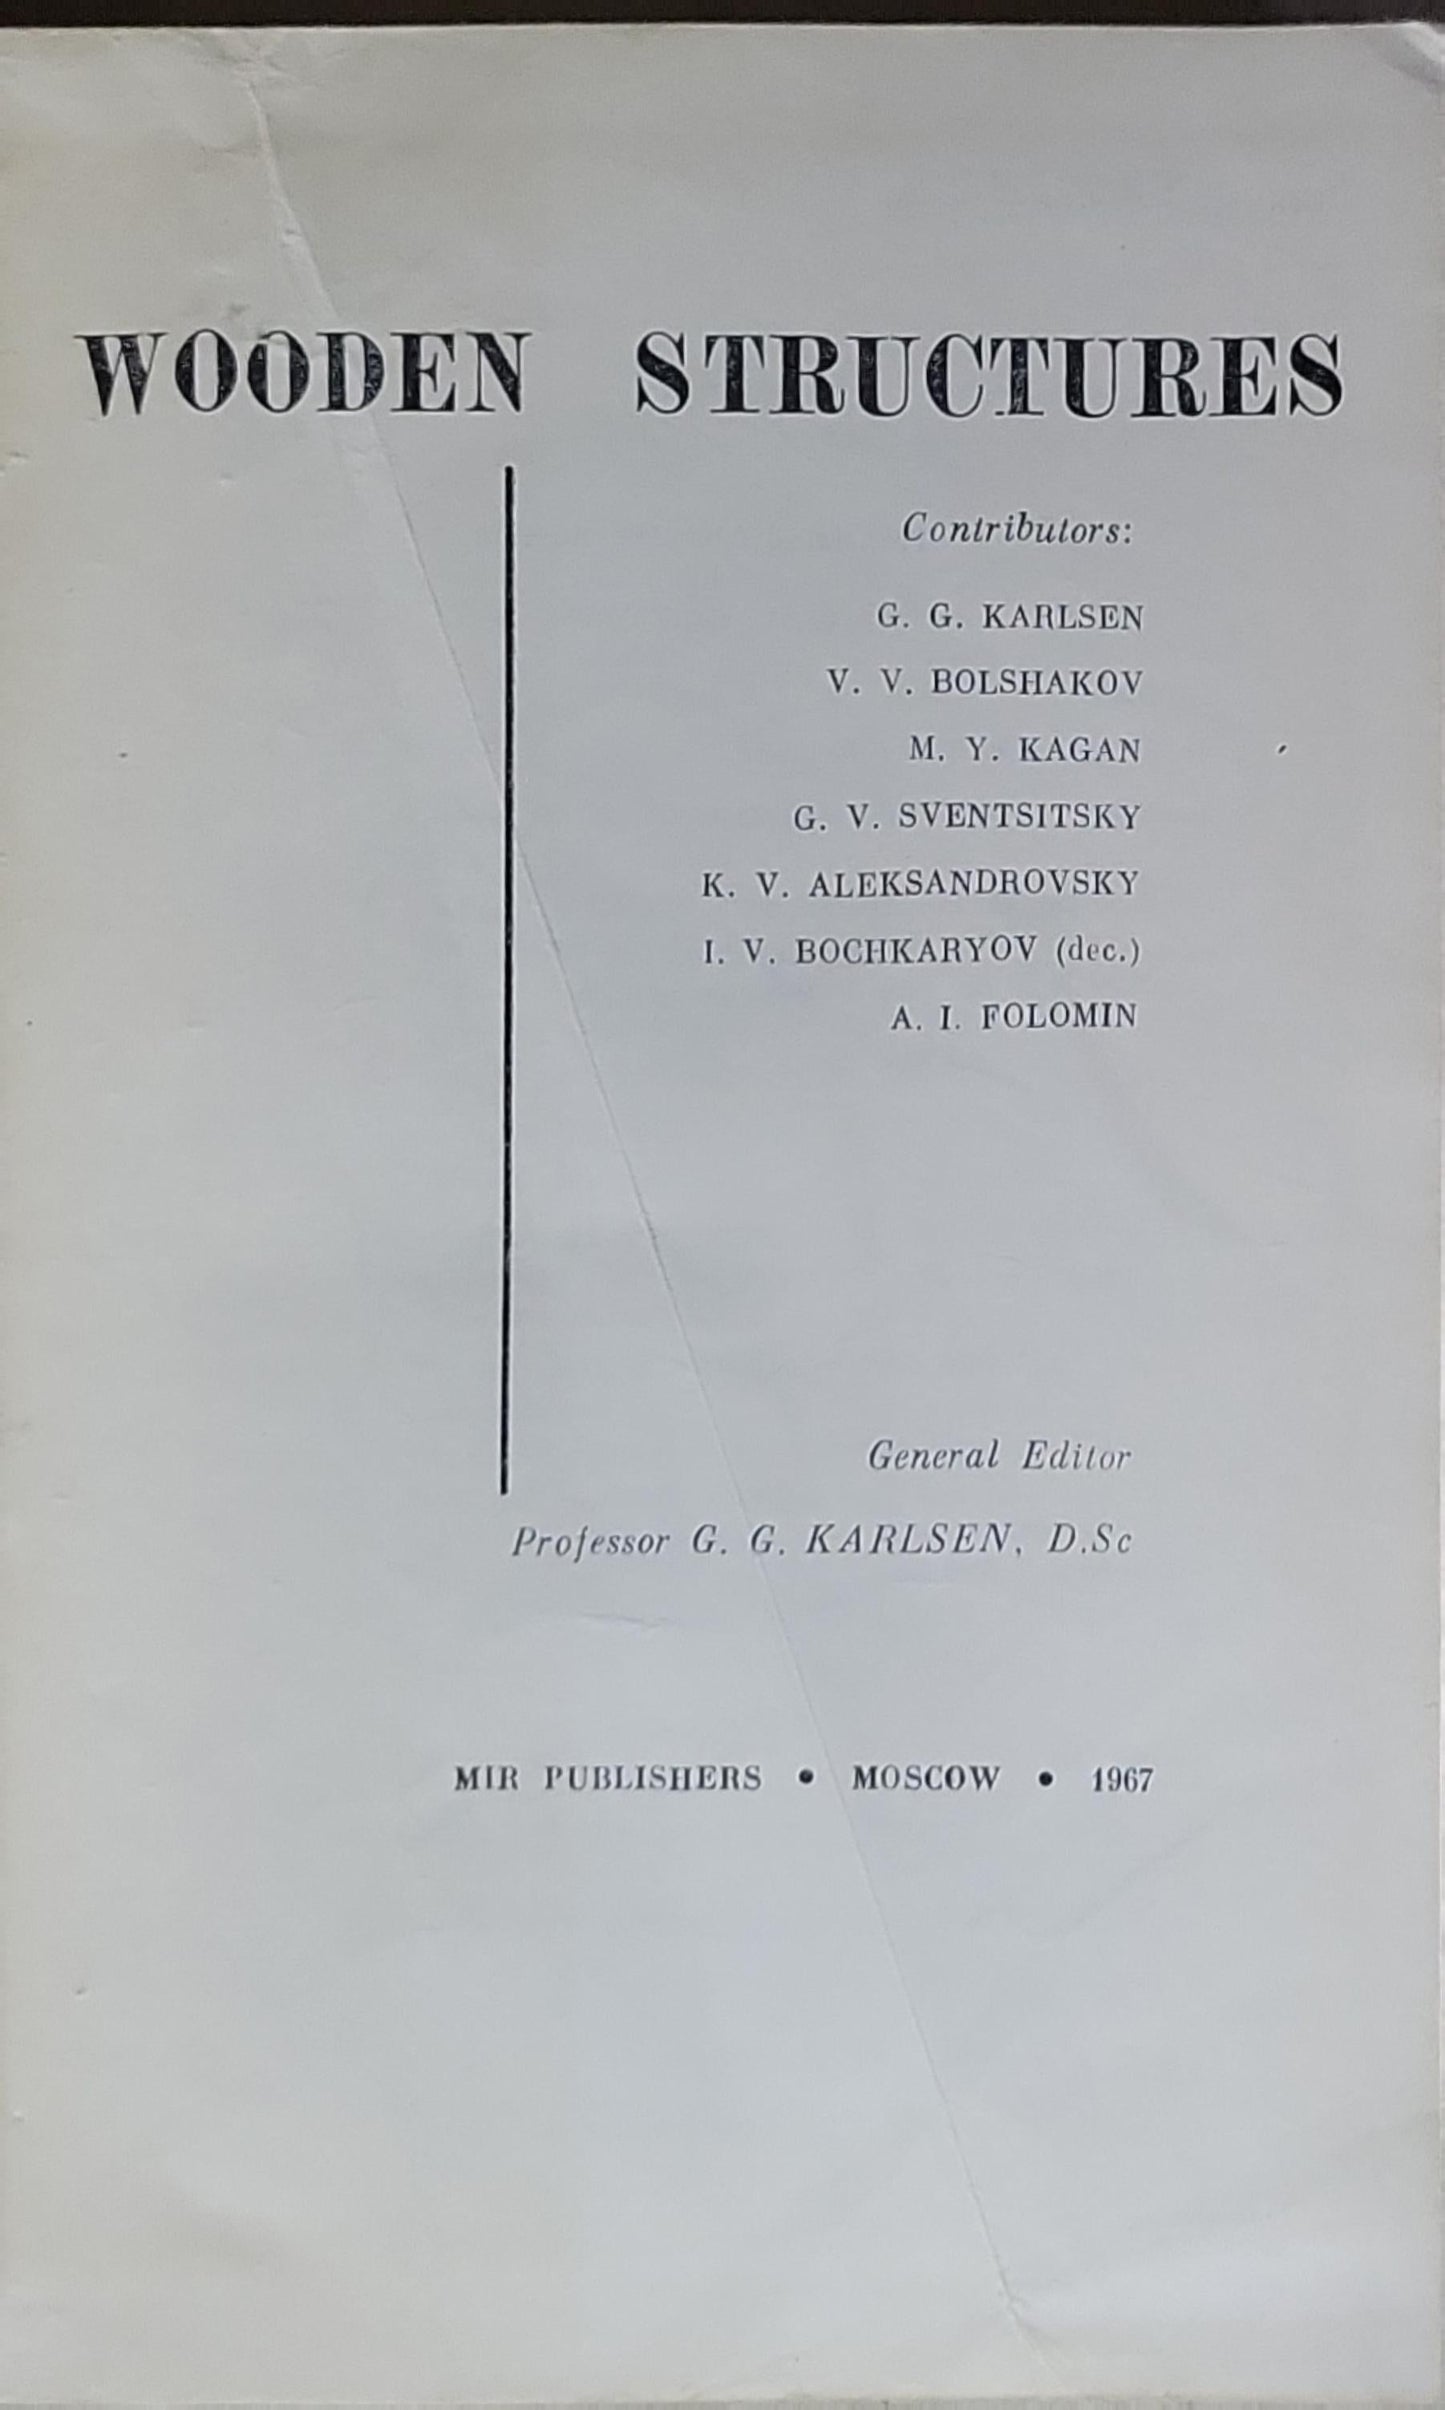 WOODEN STRUCTURES
Contributors:
G. G. KARLSEN
V. V. BOLSHAKOV
M. Y. KAGAN
G. V. SVENTSITSKY
K. V. ALEKSANDROVSKY
I. V. BOCHKARYOV (dec.)
A. I. FOLOMIN
General Editor
Professor G. G. KARLSEN, D.Sc
MIR PUBLISHERS • MOSCOW • 1967